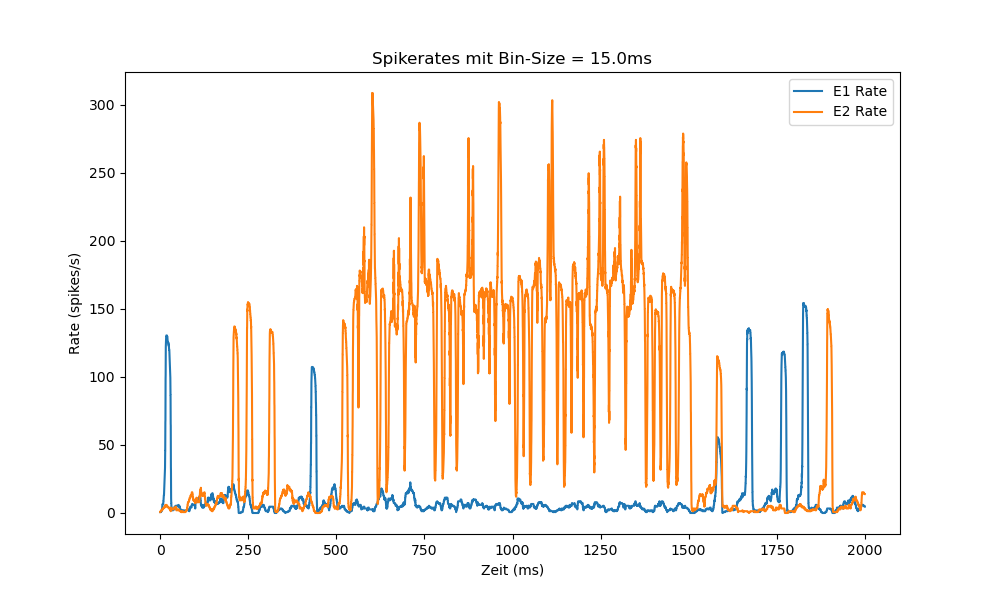 Spikerates mit Bin-Size = 15.0ms
E1 Rate
E2 Rate
Rate (spikes/s)
300
250
200
150
100
50
0
0 250 500 750 1000 1250 1500 1750 2000
Zeit (ms)